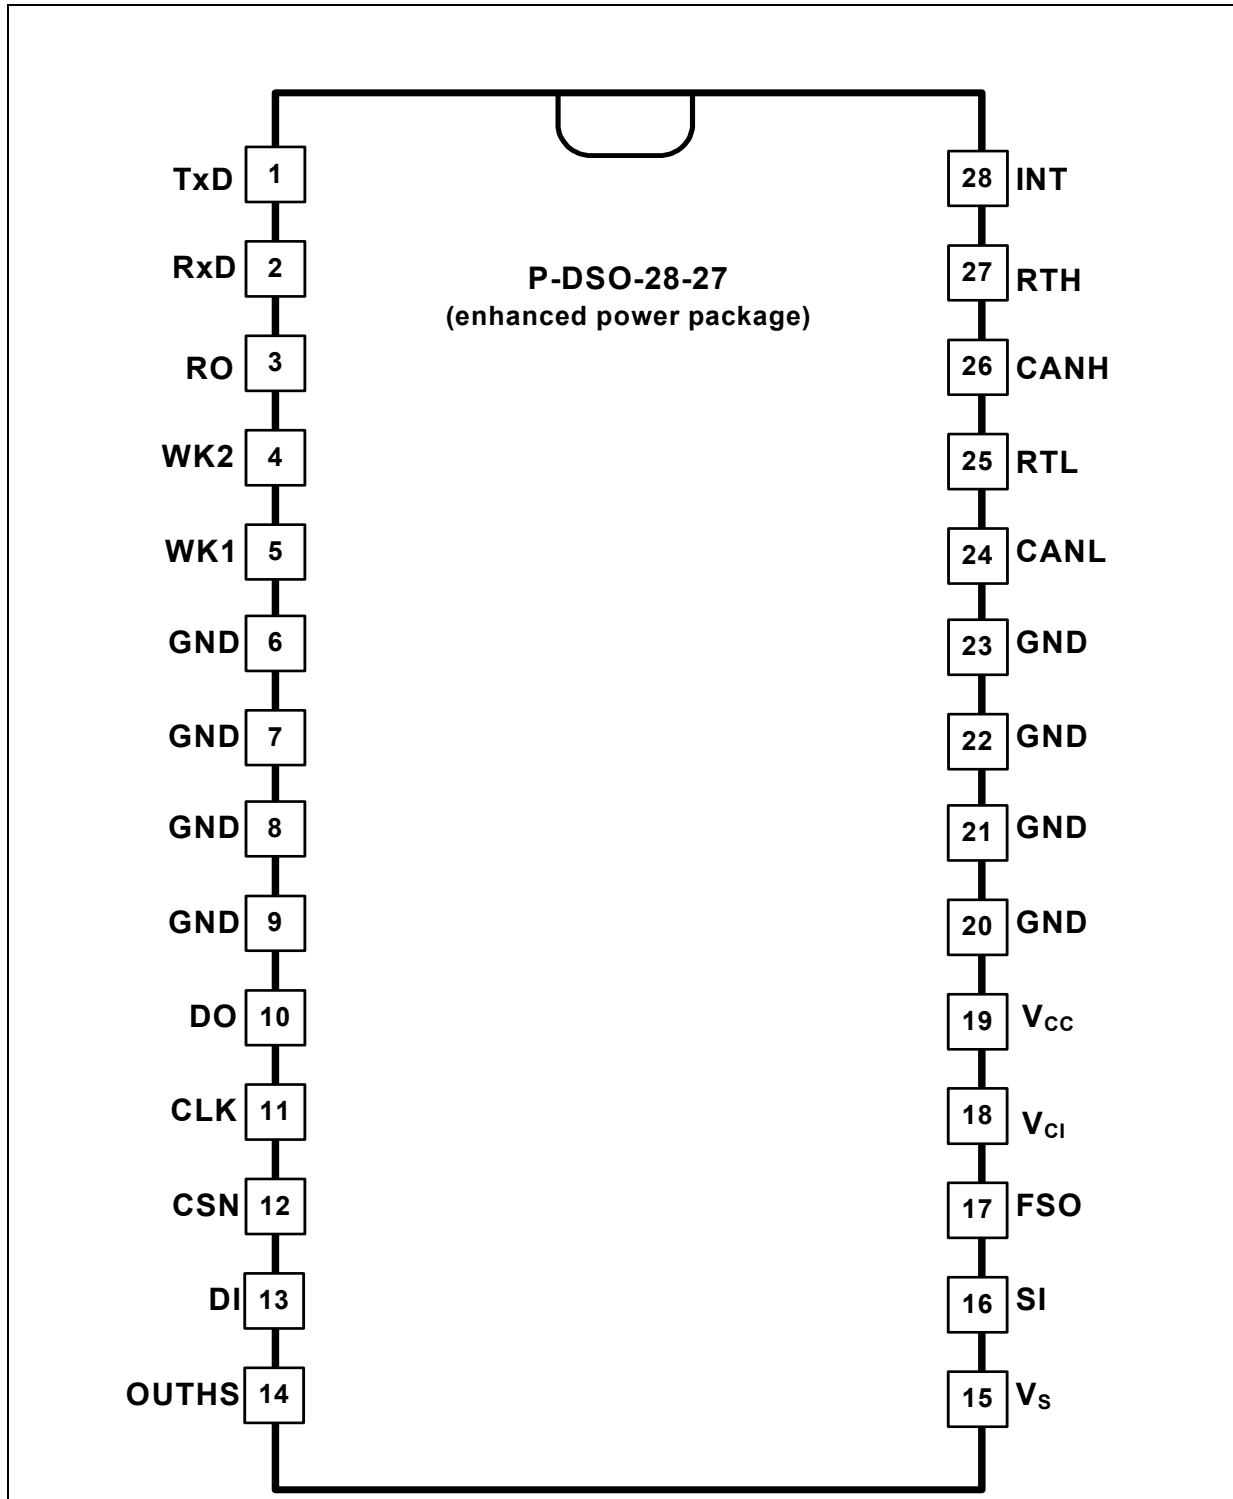 P-DSO-28-27
(enhanced power package)
TxD 1
RxD 2
RO 3
WK2 4
WK1 5
GND 6
GND 7
GND 8
GND 9
DO 10
CLK 11
CSN 12
DI 13
OUTHS 14
28 INT
27 RTH
26 CANH
25 RTL
24 CANL
23 GND
22 GND
21 GND
20 GND
19 VCC
18 VCI
17 FSO
16 SI
15 VS